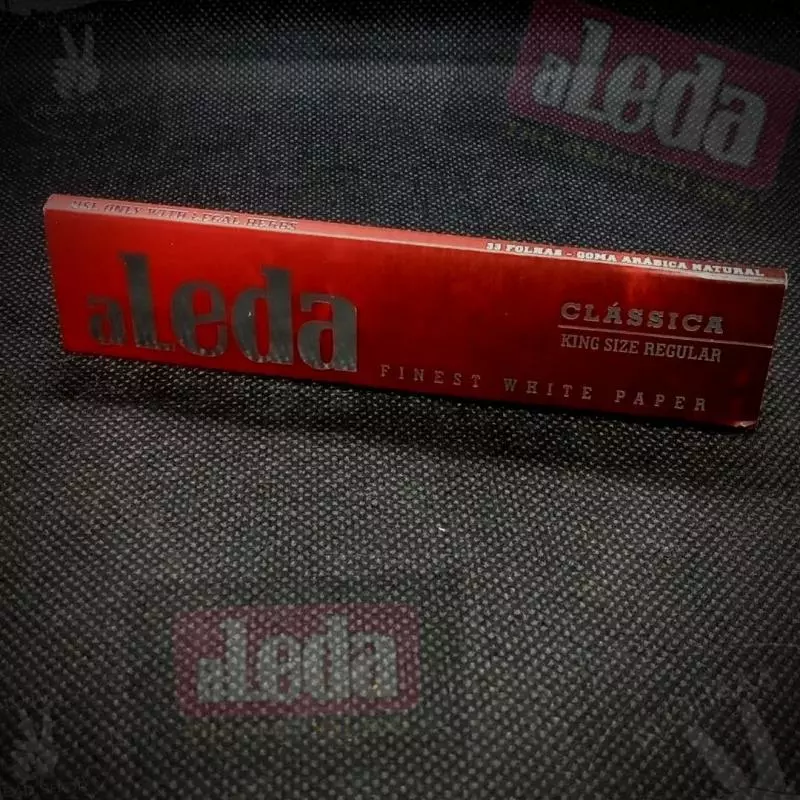 aLeda
USE ONLY WITH LEGAL HERBS
33 FOLHAS - GOMA ARÁBICA NATURAL
aLeda
CLÁSSICA
KING SIZE REGULAR
FINEST WHITE PAPER
aLeda